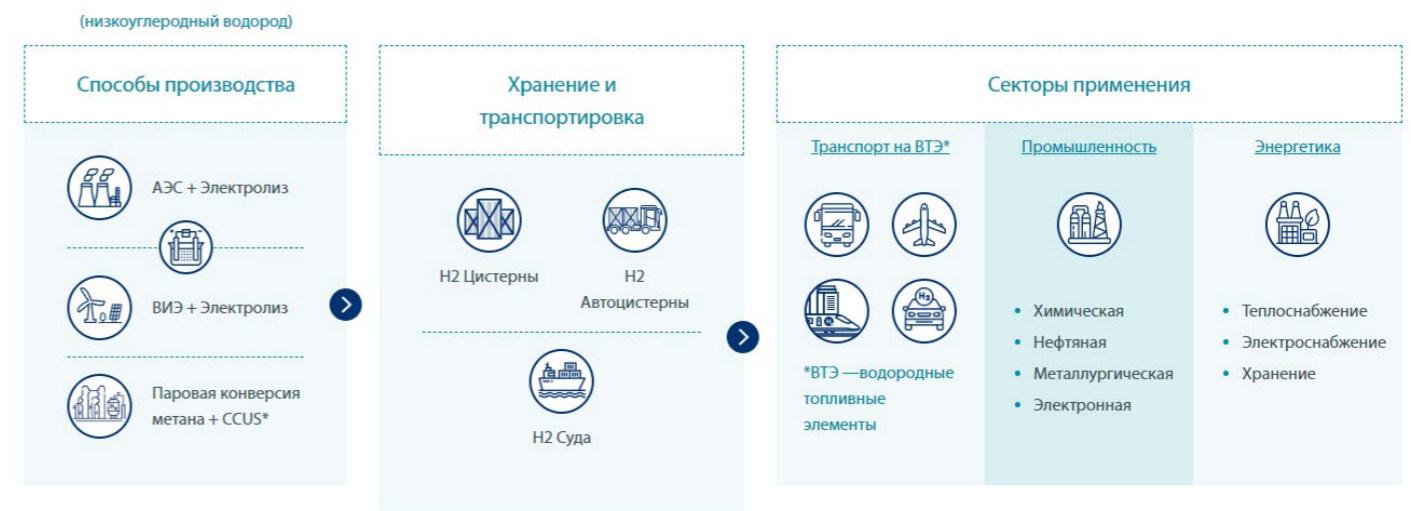 (низкоуглеродный водород)
Способы производства
АЭС + Электролиз
ВИЭ + Электролиз
Паровая конверсия
метана + CCUS*
Хранение и
транспортировка
H2 Цистерны
H2
Автоцистерны
H2 Суда
Секторы применения
Транспорт на ВТЭ*
H2
*ВТЭ —водородные
топливные
элементы
Промышленность
• Химическая
• Нефтяная
• Металлургическая
• Электронная
Энергетика
• Теплоснабжение
• Электроснабжение
• Хранение